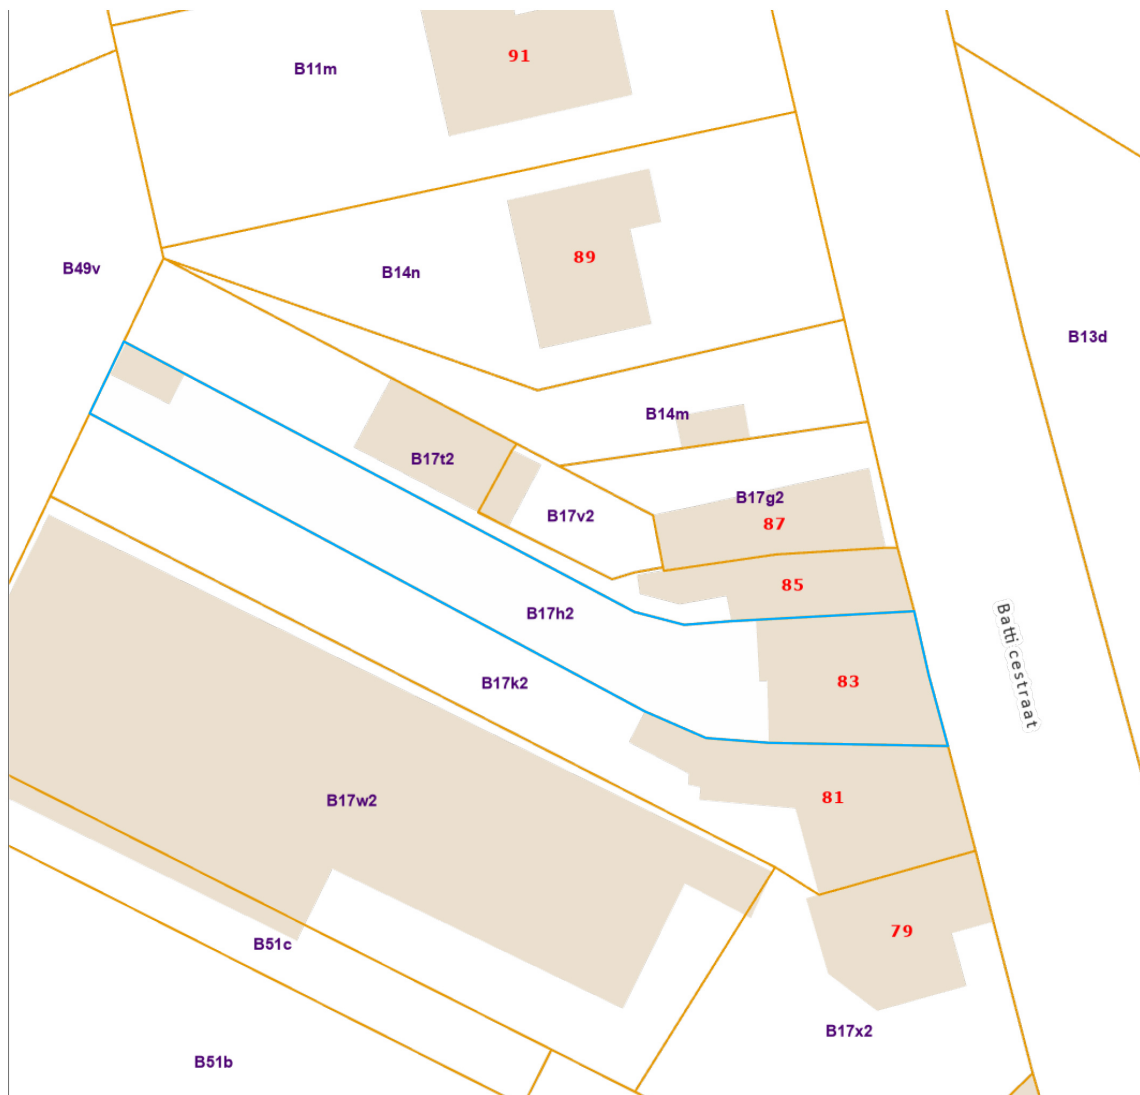 91
B11m
89
B49v
B14n
B13d
B14m
B17t2
B17g2
B17v2
87
85
B17h2
Batti cestraat
83
B17k2
81
B17w2
79
B51c
B17x2
B51b